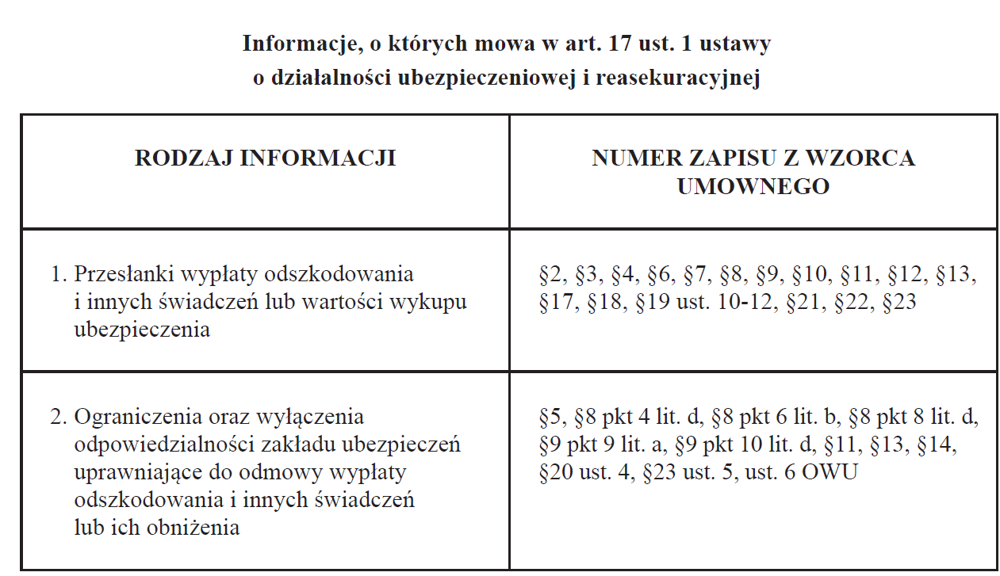 Informacje, o których mowa w art. 17 ust. 1 ustawy
o działalności ubezpieczeniowej i reasekuracyjnej
RODZAJ INFORMACJI
NUMER ZAPISU Z WZORCA
UMOWNEGO
1. Przesłanki wypłaty odszkodowania
i innych świadczeń lub wartości wykupu
ubezpieczenia
§2, §3, §4, §6, §7, §8, §9, §10, §11, §12, §13,
§17, §18, §19 ust. 10-12, §21, §22, §23
2. Ograniczenia oraz wyłączenia
odpowiedzialności zakładu ubezpieczeń
uprawniające do odmowy wypłaty
odszkodowania i innych świadczeń
lub ich obniżenia
§5, §8 pkt 4 lit. d, §8 pkt 6 lit. b, §8 pkt 8 lit. d,
§9 pkt 9 lit. a, §9 pkt 10 lit. d, §11, §13, §14,
§20 ust. 4, §23 ust. 5, ust. 6 OWU